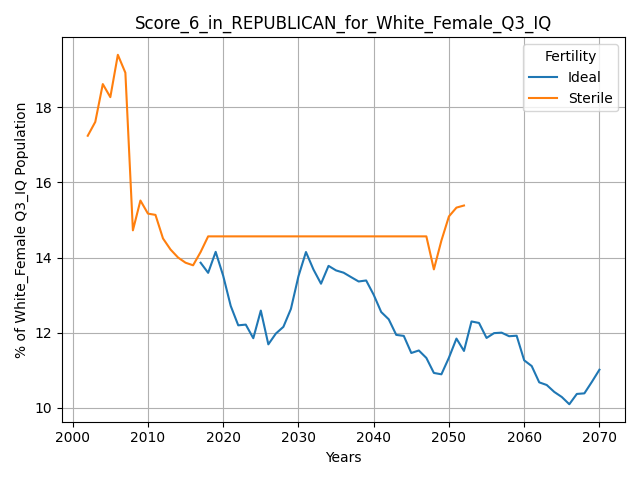 Score_6_in_REPUBLICAN_for_White_Female_Q3_IQ
Fertility
Ideal
Sterile
% of White_Female Q3_IQ Population
18
16
14
12
10
2000 2010 2020 2030 2040 2050 2060 2070
Years